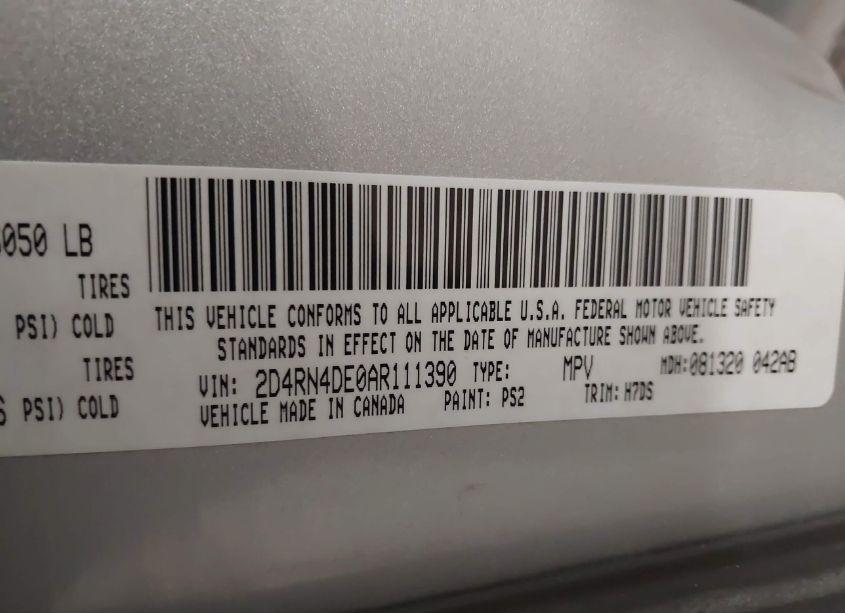 050 LB
TIRES
PSI) COLD
TIRES
PSI) COLD
THIS VEHICLE CONFORMS TO ALL APPLICABLE U.S.A. FEDERAL MOTOR VEHICLE SAFETY
STANDARDS IN EFFECT ON THE DATE OF MANUFACTURE SHOWN ABOVE.
VIN: 2D4RN4DE0AR111390 TYPE: MPV MDH:081320 042AB
VEHICLE MADE IN CANADA PAINT: PS2 TRIM: H7DS